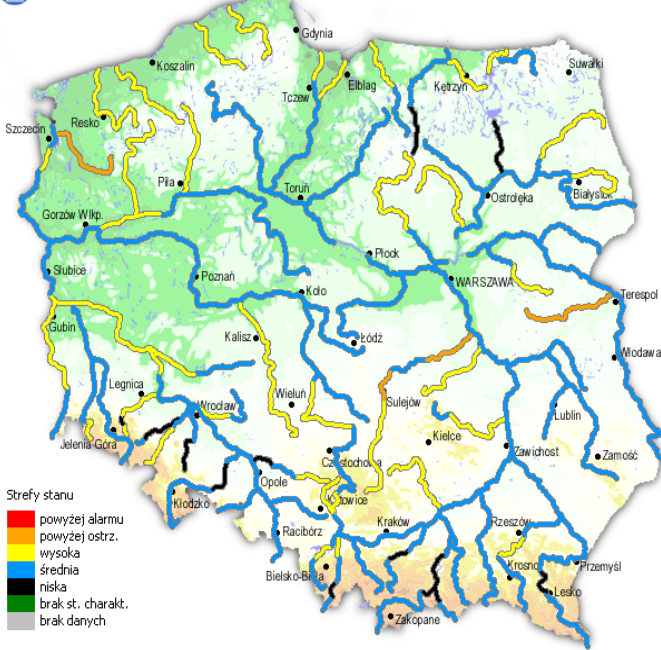 Gdynia
Koszalin
Suwałki
Elbląg
Kętrzyn
Tczew
Resko
Szczecin
Piła
Toruń
Ostrołęka
Białystok
Gorzów Wlkp.
Płock
Słubice
Poznań
Koło
WARSZAWA
Terespol
Gubin
Kalisz
Łódź
Włodawa
Legnica
Wieluń
Sulejów
Wrocław
Lublin
Jelenia Góra
Kielce
Częstochowa
Zawichost
Zamość
Opole
Kłodzko
Katowice
Racibórz
Kraków
Rzeszów
Bielsko-Biała
Krosno
Przemyśl
Lesko
Zakopane
Strefy stanu
powyżej alarmu
powyżej ostrz.
wysoka
średnia
niska
brak st. charakt.
brak danych